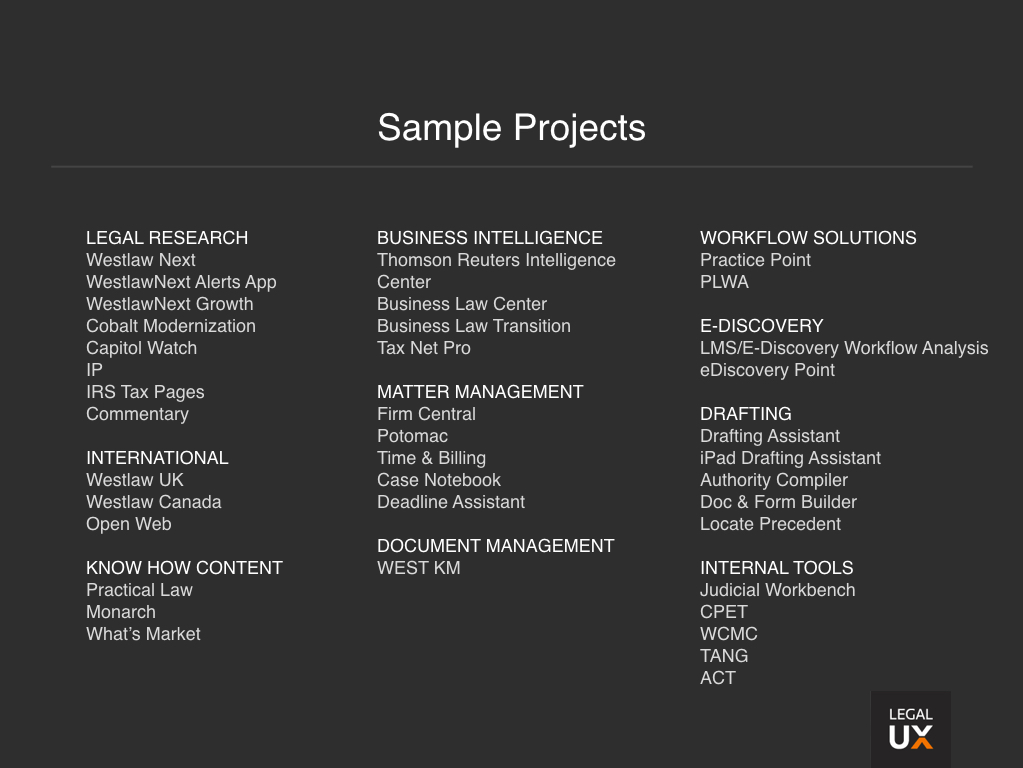 Sample Projects
LEGAL RESEARCH
Westlaw Next
WestlawNext Alerts App
WestlawNext Growth
Cobalt Modernization
Capitol Watch
IP
IRS Tax Pages
Commentary
INTERNATIONAL
Westlaw UK
Westlaw Canada
Open Web
KNOW HOW CONTENT
Practical Law
Monarch
What’s Market
BUSINESS INTELLIGENCE
Thomson Reuters Intelligence
Center
Business Law Center
Business Law Transition
Tax Net Pro
MATTER MANAGEMENT
Firm Central
Potomac
Time & Billing
Case Notebook
Deadline Assistant
DOCUMENT MANAGEMENT
WEST KM
WORKFLOW SOLUTIONS
Practice Point
PLWA
E-DISCOVERY
LMS/E-Discovery Workflow Analysis
eDiscovery Point
DRAFTING
Drafting Assistant
iPad Drafting Assistant
Authority Compiler
Doc & Form Builder
Locate Precedent
INTERNAL TOOLS
Judicial Workbench
CPET
WCMC
TANG
ACT
LEGAL
UX